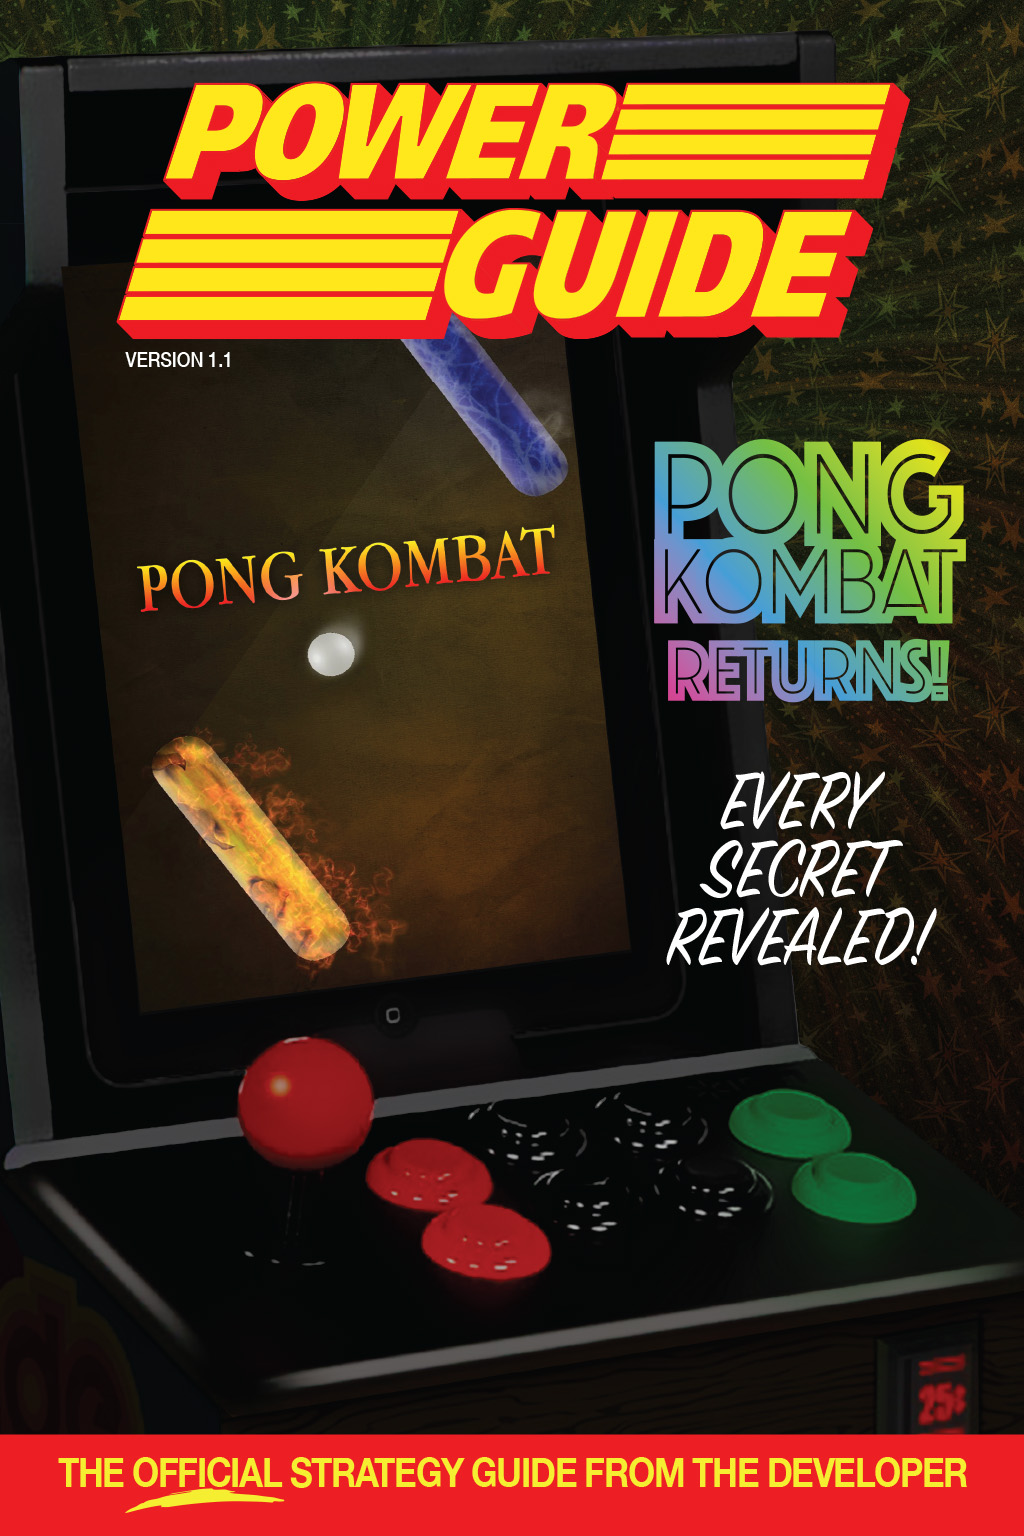 POWER
GUIDE
VERSION 1.1
PONG KOMBAT
PONG
KOMBAT
RETURNS!
EVERY
SECRET
REVEALED!
25¢
THE OFFICIAL STRATEGY GUIDE FROM THE DEVELOPER